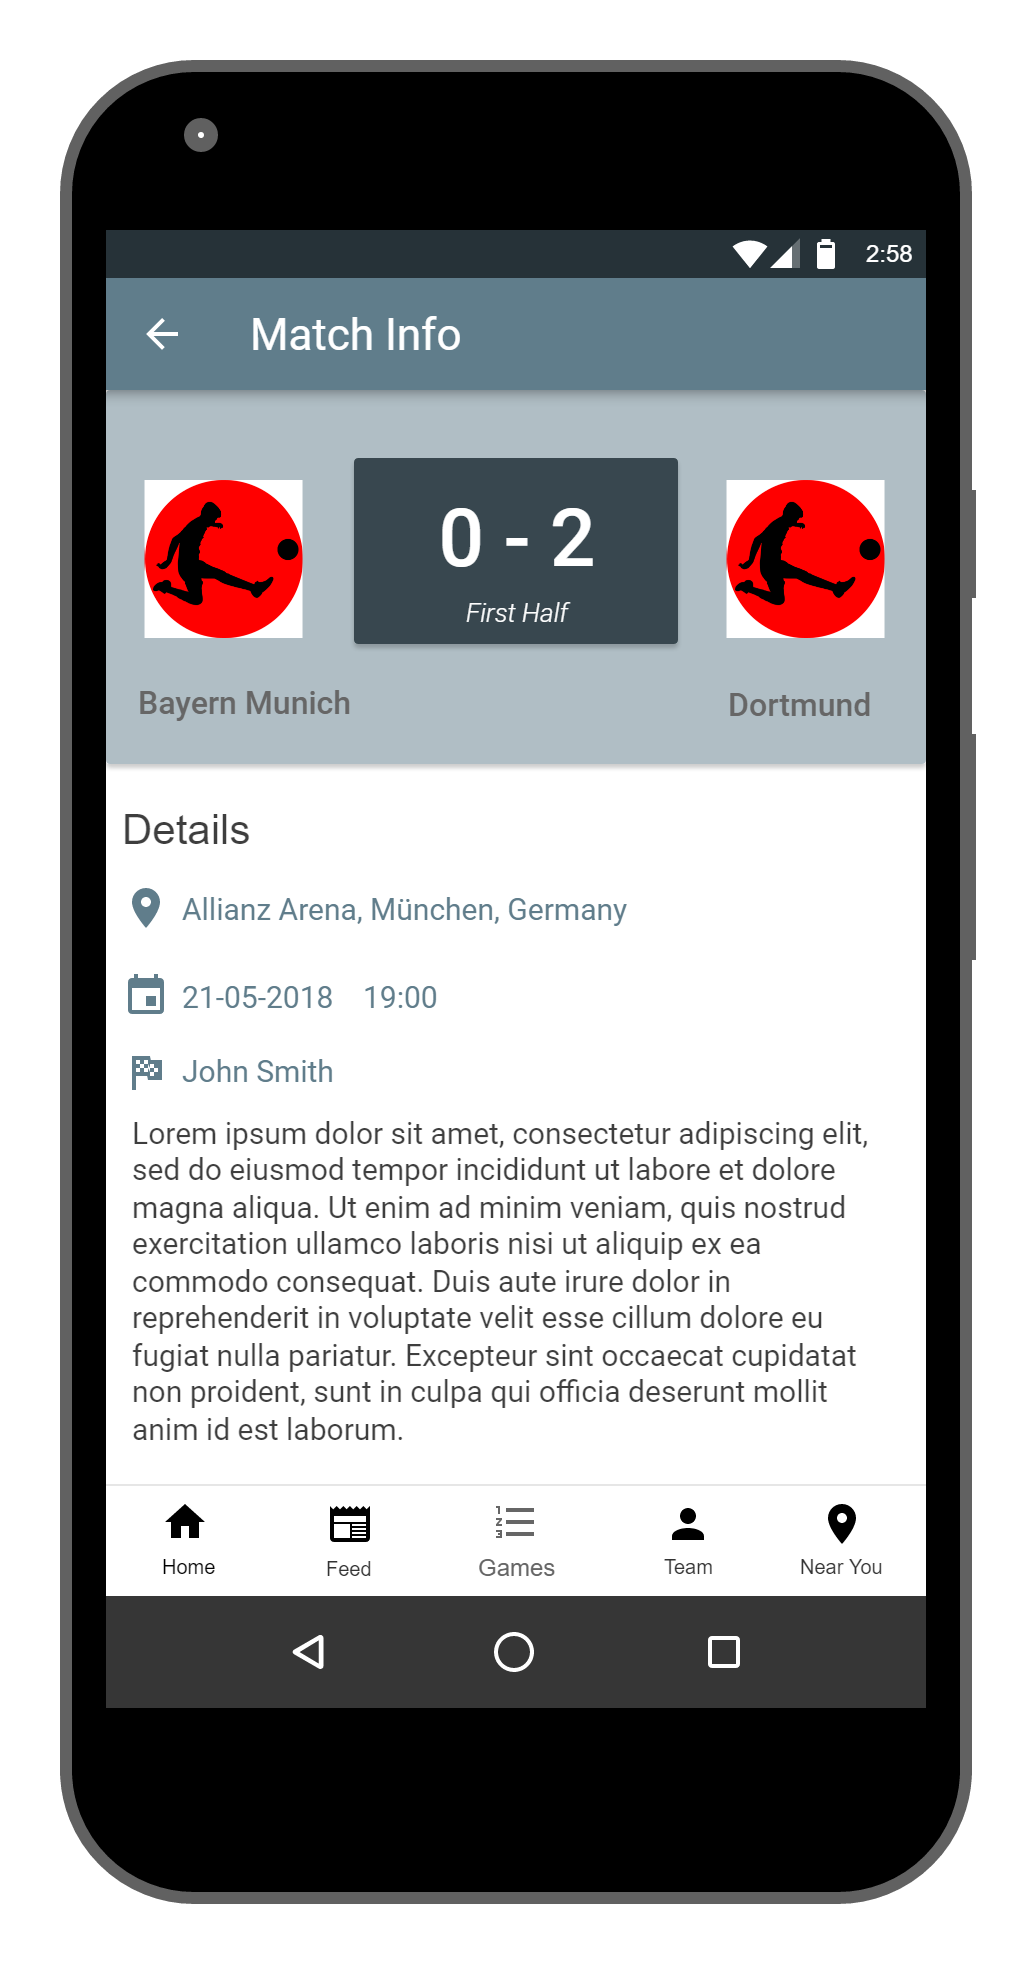 2:58
Match Info
0 - 2
First Half
Bayern Munich
Dortmund
Details
Allianz Arena, München, Germany
21-05-2018 19:00
John Smith
Lorem ipsum dolor sit amet, consectetur adipiscing elit,
sed do eiusmod tempor incididunt ut labore et dolore
magna aliqua. Ut enim ad minim veniam, quis nostrud
exercitation ullamco laboris nisi ut aliquip ex ea
commodo consequat. Duis aute irure dolor in
reprehenderit in voluptate velit esse cillum dolore eu
fugiat nulla pariatur. Excepteur sint occaecat cupidatat
non proident, sunt in culpa qui officia deserunt mollit
anim id est laborum.
Home
Feed
Games
Team
Near You